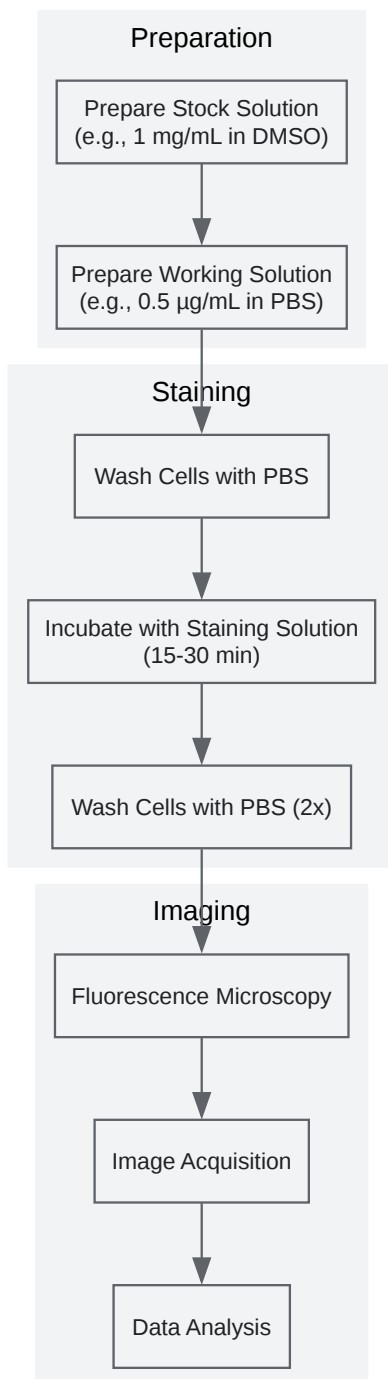 Preparation
Prepare Stock Solution
(e.g., 1 mg/mL in DMSO)
Prepare Working Solution
(e.g., 0.5 µg/mL in PBS)
Staining
Wash Cells with PBS
Incubate with Staining Solution
(15-30 min)
Wash Cells with PBS (2x)
Imaging
Fluorescence Microscopy
Image Acquisition
Data Analysis